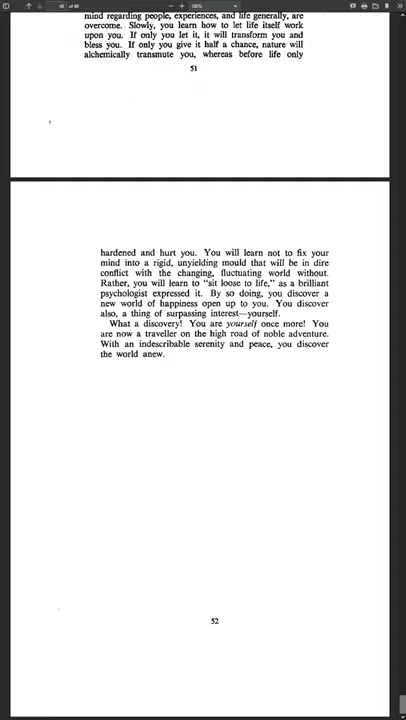 48 of 48
180%
mind regarding people, experiences, and life generally, are
overcome. Slowly, you learn how to let life itself work
upon you. If only you let it, it will transform you and
bless you. If only you give it half a chance, nature will
alchemically transmute you, whereas before life only
51
hardened and hurt you. You will learn not to fix your
mind into a rigid, unyielding mould that will be in dire
conflict with the changing, fluctuating world without.
Rather, you will learn to “sit loose to life,” as a brilliant
psychologist expressed it. By so doing, you discover a
new world of happiness open up to you. You discover
also, a thing of surpassing interest—yourself.
What a discovery! You are yourself once more! You
are now a traveller on the high road of noble adventure.
With an indescribable serenity and peace, you discover
the world anew.
52